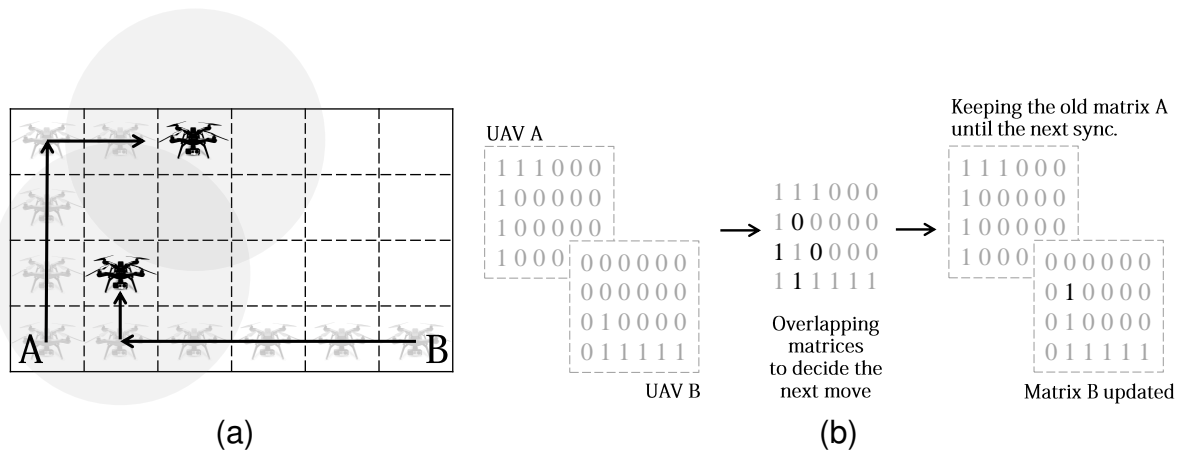 A
B
(a)
UAV A
1 1 1 0 0 0
1 0 0 0 0 0
1 0 0 0 0 0
1 0 0 0
0 0 0 0 0 0
0 0 0 0 0 0
0 1 0 0 0 0
0 1 1 1 1 1
UAV B
1 1 1 0 0 0
1 0 0 0 0 0
1 1 0 0 0 0
1 1 1 1 1 1
Overlapping
matrices
to decide the
next move
Keeping the old matrix A
until the next sync.
1 1 1 0 0 0
1 0 0 0 0 0
1 0 0 0 0 0
1 0 0 0
0 0 0 0 0 0
0 1 0 0 0 0
0 1 0 0 0 0
0 1 1 1 1 1
Matrix B updated
(b)